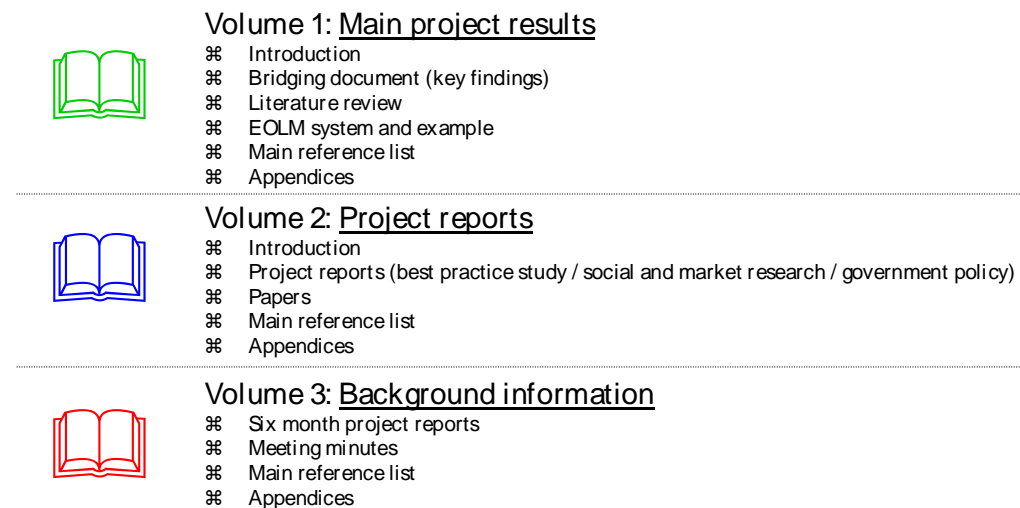 Volume 1: Main project results
⌘ Introduction
⌘ Bridging document (key findings)
⌘ Literature review
⌘ EOLM system and example
⌘ Main reference list
⌘ Appendices
Volume 2: Project reports
⌘ Introduction
⌘ Project reports (best practice study / social and market research / government policy)
⌘ Papers
⌘ Main reference list
⌘ Appendices
Volume 3: Background information
⌘ Six month project reports
⌘ Meeting minutes
⌘ Main reference list
⌘ Appendices